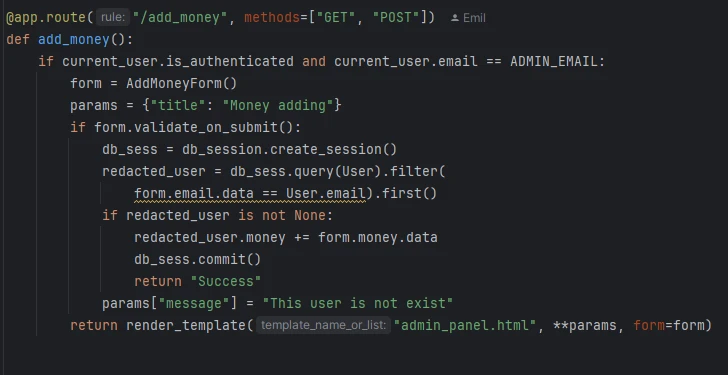 @app.route( rule: "/add_money", methods=["GET", "POST"]) Emil
def add_money():
    if current_user.is_authenticated and current_user.email == ADMIN_EMAIL:
        form = AddMoneyForm()
        params = {"title": "Money adding"}
        if form.validate_on_submit():
            db_sess = db_session.create_session()
            redacted_user = db_sess.query(User).filter(
                form.email.data == User.email).first()
            if redacted_user is not None:
                redacted_user.money += form.money.data
                db_sess.commit()
                return "Success"
            params["message"] = "This user is not exist"
        return render_template( template_name_or_list: "admin_panel.html", **params, form=form)